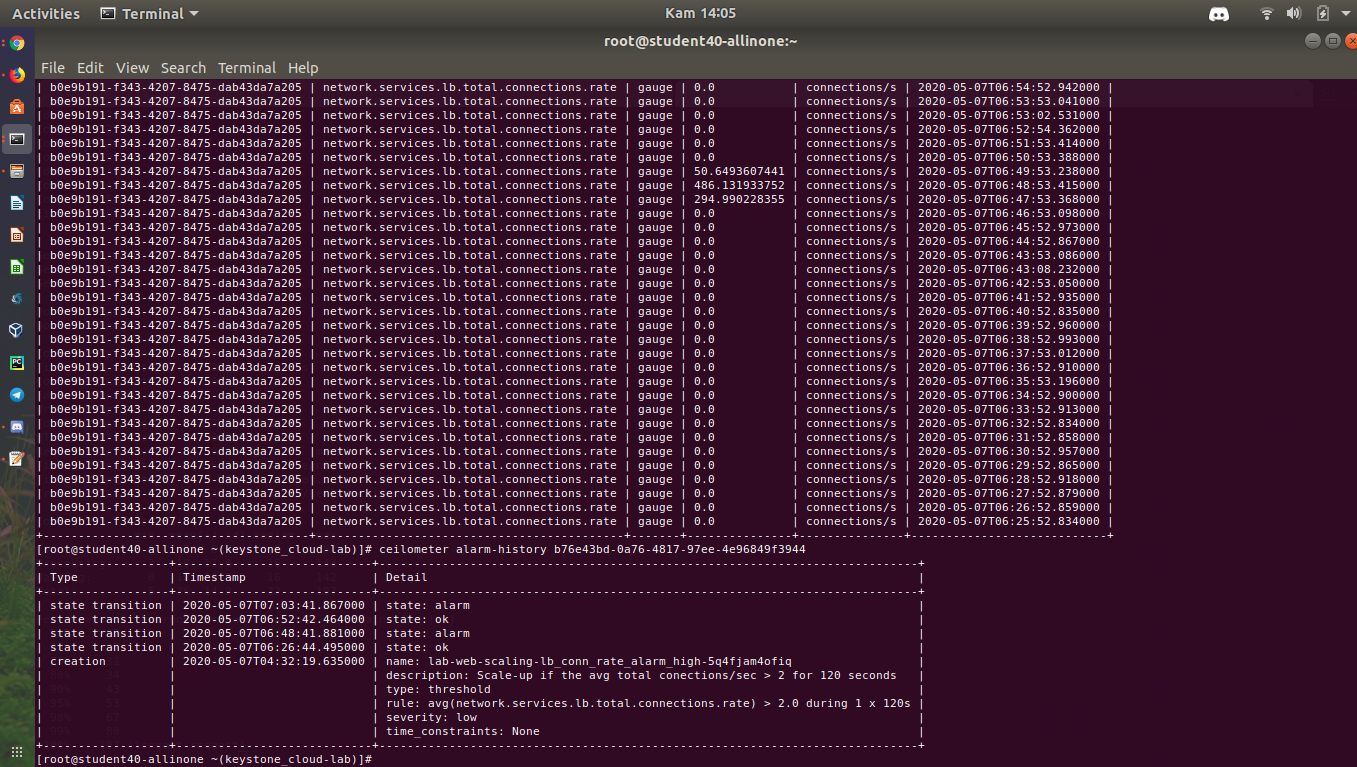 Activities Terminal Kam 14:05
root@student40-allinone:~
File Edit View Search Terminal Help
| b0e9b191-f343-4207-8475-dab43da7a205 | network.services.lb.total.connections.rate | gauge | 0.0 | connections/s | 2020-05-07T06:54:52.942000 |
| b0e9b191-f343-4207-8475-dab43da7a205 | network.services.lb.total.connections.rate | gauge | 0.0 | connections/s | 2020-05-07T06:53:53.041000 |
| b0e9b191-f343-4207-8475-dab43da7a205 | network.services.lb.total.connections.rate | gauge | 0.0 | connections/s | 2020-05-07T06:53:02.531000 |
| b0e9b191-f343-4207-8475-dab43da7a205 | network.services.lb.total.connections.rate | gauge | 0.0 | connections/s | 2020-05-07T06:52:54.362000 |
| b0e9b191-f343-4207-8475-dab43da7a205 | network.services.lb.total.connections.rate | gauge | 0.0 | connections/s | 2020-05-07T06:51:53.414000 |
| b0e9b191-f343-4207-8475-dab43da7a205 | network.services.lb.total.connections.rate | gauge | 0.0 | connections/s | 2020-05-07T06:50:53.388000 |
| b0e9b191-f343-4207-8475-dab43da7a205 | network.services.lb.total.connections.rate | gauge | 50.6493607441 | connections/s | 2020-05-07T06:49:53.238000 |
| b0e9b191-f343-4207-8475-dab43da7a205 | network.services.lb.total.connections.rate | gauge | 486.131933752 | connections/s | 2020-05-07T06:48:53.415000 |
| b0e9b191-f343-4207-8475-dab43da7a205 | network.services.lb.total.connections.rate | gauge | 294.990228355 | connections/s | 2020-05-07T06:47:53.368000 |
| b0e9b191-f343-4207-8475-dab43da7a205 | network.services.lb.total.connections.rate | gauge | 0.0 | connections/s | 2020-05-07T06:46:53.098000 |
| b0e9b191-f343-4207-8475-dab43da7a205 | network.services.lb.total.connections.rate | gauge | 0.0 | connections/s | 2020-05-07T06:45:52.973000 |
| b0e9b191-f343-4207-8475-dab43da7a205 | network.services.lb.total.connections.rate | gauge | 0.0 | connections/s | 2020-05-07T06:44:52.867000 |
| b0e9b191-f343-4207-8475-dab43da7a205 | network.services.lb.total.connections.rate | gauge | 0.0 | connections/s | 2020-05-07T06:43:53.086000 |
| b0e9b191-f343-4207-8475-dab43da7a205 | network.services.lb.total.connections.rate | gauge | 0.0 | connections/s | 2020-05-07T06:43:08.232000 |
| b0e9b191-f343-4207-8475-dab43da7a205 | network.services.lb.total.connections.rate | gauge | 0.0 | connections/s | 2020-05-07T06:42:53.050000 |
| b0e9b191-f343-4207-8475-dab43da7a205 | network.services.lb.total.connections.rate | gauge | 0.0 | connections/s | 2020-05-07T06:41:52.935000 |
| b0e9b191-f343-4207-8475-dab43da7a205 | network.services.lb.total.connections.rate | gauge | 0.0 | connections/s | 2020-05-07T06:40:52.835000 |
| b0e9b191-f343-4207-8475-dab43da7a205 | network.services.lb.total.connections.rate | gauge | 0.0 | connections/s | 2020-05-07T06:39:52.960000 |
| b0e9b191-f343-4207-8475-dab43da7a205 | network.services.lb.total.connections.rate | gauge | 0.0 | connections/s | 2020-05-07T06:38:52.993000 |
| b0e9b191-f343-4207-8475-dab43da7a205 | network.services.lb.total.connections.rate | gauge | 0.0 | connections/s | 2020-05-07T06:37:53.012000 |
| b0e9b191-f343-4207-8475-dab43da7a205 | network.services.lb.total.connections.rate | gauge | 0.0 | connections/s | 2020-05-07T06:36:52.910000 |
| b0e9b191-f343-4207-8475-dab43da7a205 | network.services.lb.total.connections.rate | gauge | 0.0 | connections/s | 2020-05-07T06:35:53.196000 |
| b0e9b191-f343-4207-8475-dab43da7a205 | network.services.lb.total.connections.rate | gauge | 0.0 | connections/s | 2020-05-07T06:34:52.900000 |
| b0e9b191-f343-4207-8475-dab43da7a205 | network.services.lb.total.connections.rate | gauge | 0.0 | connections/s | 2020-05-07T06:33:52.913000 |
| b0e9b191-f343-4207-8475-dab43da7a205 | network.services.lb.total.connections.rate | gauge | 0.0 | connections/s | 2020-05-07T06:32:52.834000 |
| b0e9b191-f343-4207-8475-dab43da7a205 | network.services.lb.total.connections.rate | gauge | 0.0 | connections/s | 2020-05-07T06:31:52.858000 |
| b0e9b191-f343-4207-8475-dab43da7a205 | network.services.lb.total.connections.rate | gauge | 0.0 | connections/s | 2020-05-07T06:30:52.957000 |
| b0e9b191-f343-4207-8475-dab43da7a205 | network.services.lb.total.connections.rate | gauge | 0.0 | connections/s | 2020-05-07T06:29:52.865000 |
| b0e9b191-f343-4207-8475-dab43da7a205 | network.services.lb.total.connections.rate | gauge | 0.0 | connections/s | 2020-05-07T06:28:52.918000 |
| b0e9b191-f343-4207-8475-dab43da7a205 | network.services.lb.total.connections.rate | gauge | 0.0 | connections/s | 2020-05-07T06:27:52.879000 |
| b0e9b191-f343-4207-8475-dab43da7a205 | network.services.lb.total.connections.rate | gauge | 0.0 | connections/s | 2020-05-07T06:26:52.859000 |
| b0e9b191-f343-4207-8475-dab43da7a205 | network.services.lb.total.connections.rate | gauge | 0.0 | connections/s | 2020-05-07T06:25:52.834000 |
[root@student40-allinone ~(keystone_cloud-lab)]# ceilometer alarm-history b76e43bd-0a76-4817-97ee-4e96849f3944
| Type | Timestamp | Detail |
| state transition | 2020-05-07T07:03:41.867000 | state: alarm |
| state transition | 2020-05-07T06:52:42.464000 | state: ok |
| state transition | 2020-05-07T06:48:41.881000 | state: alarm |
| state transition | 2020-05-07T06:26:44.495000 | state: ok |
| creation | 2020-05-07T04:32:19.635000 | name: lab-web-scaling-lb_conn_rate_alarm_high-5q4fjam4ofiq |
| | | description: Scale-up if the avg total conections/sec > 2 for 120 seconds |
| | | type: threshold |
| | | rule: avg(network.services.lb.total.connections.rate) > 2.0 during 1 x 120s |
| | | severity: low |
| | | time_constraints: None |
[root@student40-allinone ~(keystone_cloud-lab)]#